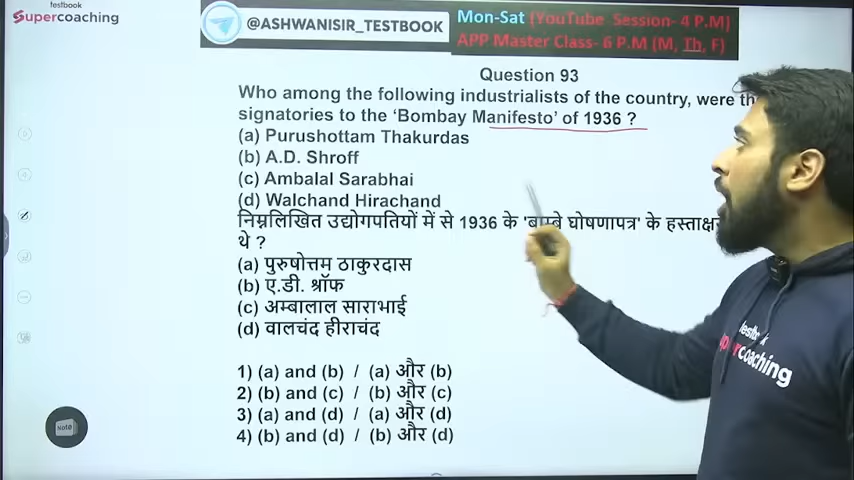 testbook
Supercoaching
@ASHWANISIR_TESTBOOK
Mon-Sat (YouTube Session- 4 P.M)
APP Master Class- 6 P.M (M, Th, F)
Question 93
Who among the following industrialists of the country, were the
signatories to the ‘Bombay Manifesto’ of 1936 ?
(a) Purushottam Thakurdas
(b) A.D. Shroff
(c) Ambalal Sarabhai
(d) Walchand Hirachand
निम्नलिखित उद्योगपतियों में से 1936 के 'बाम्बे घोषणापत्र' के
थे ?
(a) पुरुषोत्तम ठाकुरदास
(b) ए.डी. श्रॉफ
(c) अम्बालाल साराभाई
(d) वालचंद हीराचंद
1) (a) and (b) / (a) और (b)
2) (b) and (c) / (b) और (c)
3) (a) and (d) / (a) और (d)
4) (b) and (d) / (b) और (d)
testbook
supercoaching
Note